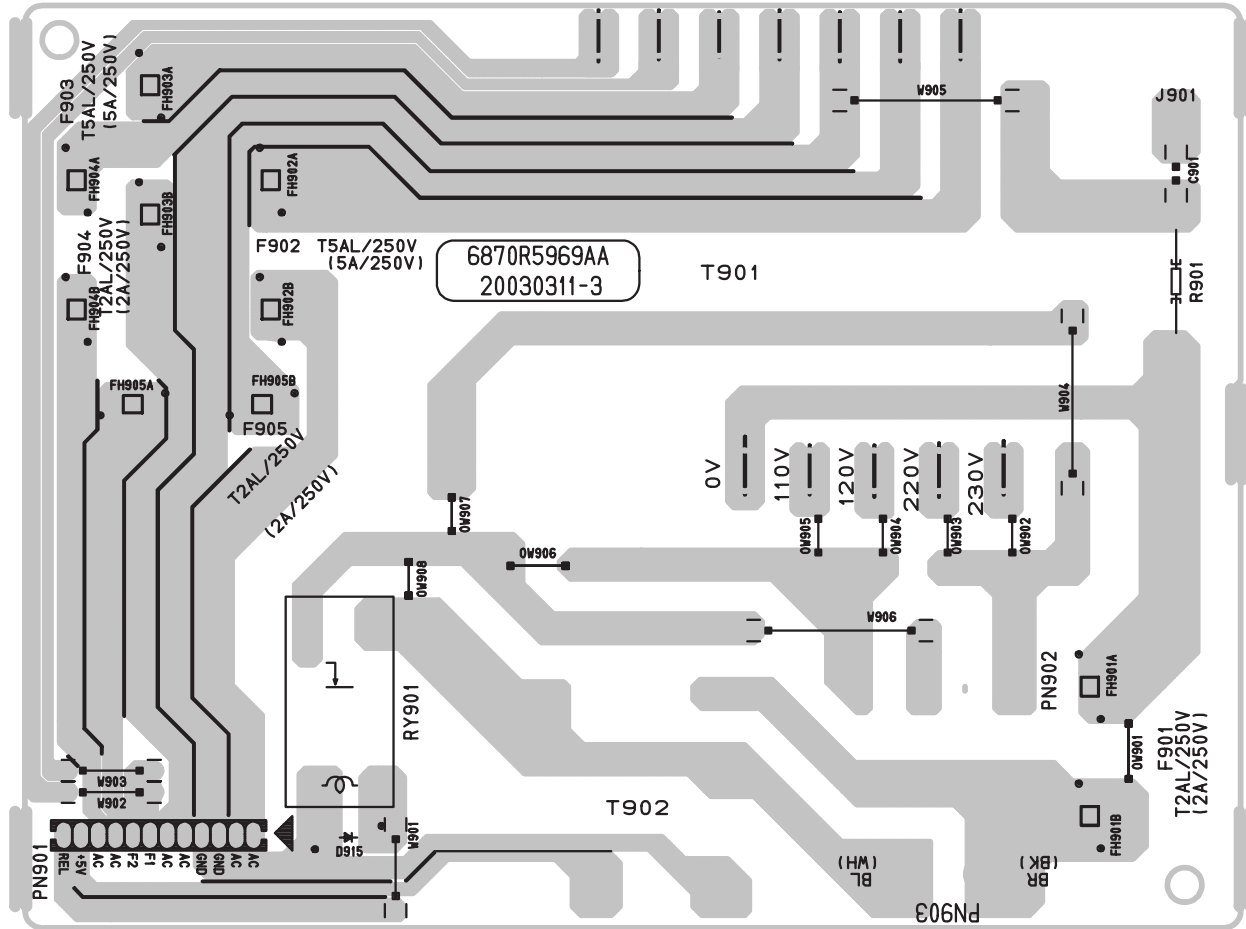 F903
T5AL/250V
(5A/250V)
FH903A
FH904A
FH903B
FH902A
F904
T2AL/250V
(2A/250V)
FH904B
F902
T5AL/250V
(5A/250V)
FH902B
6870R5969AA
20030311-3
T901
W905
J901
C901
R901
W904
FH905A
FH905B
F905
T2AL/250V
(2A/250V)
0V
110V
120V
220V
230V
OW907
OW905
OW904
OW903
OW902
OW906
OW908
W906
RY901
PN902
FH901A
OW901
F901
T2AL/250V
(2A/250V)
FH901B
W903
W902
T902
PN901
REL
+5V
AC
AC
F2
F1
AC
AC
GND
GND
AC
AC
D915
W901
BL
(WH)
BR
(BK)
PN903